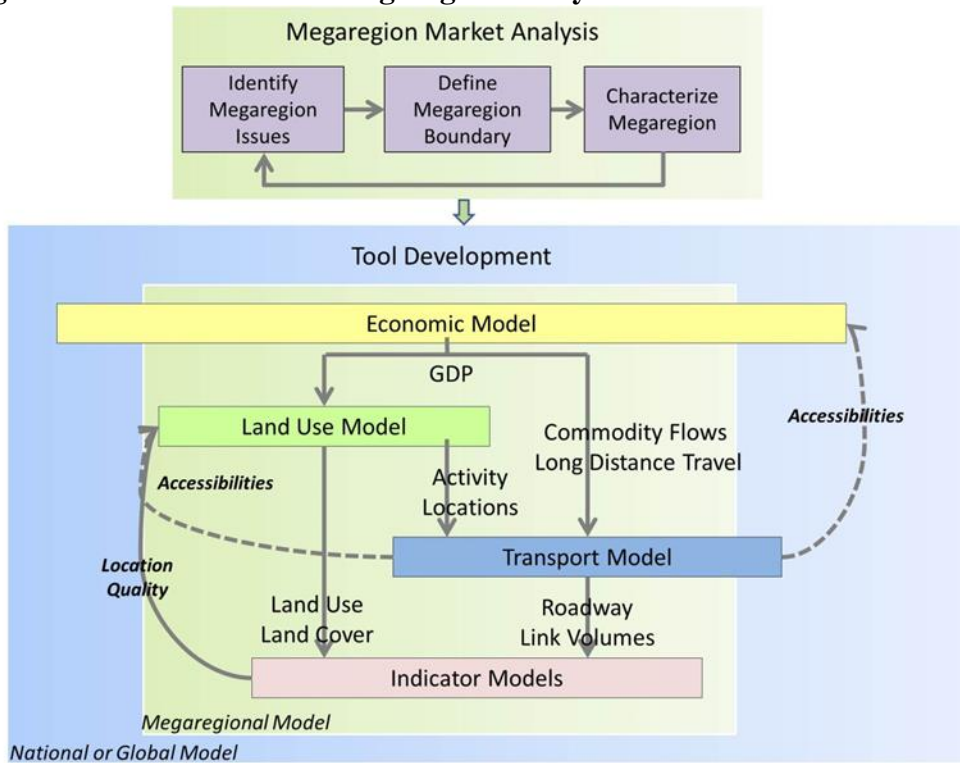 Megaregion Market Analysis
Identify
Megaregion
Issues
Define
Megaregion
Boundary
Characterize
Megaregion
Tool Development
Economic Model
GDP
Land Use Model
Accessibilities
Commodity Flows
Long Distance Travel
Accessibilities
Activity
Locations
Transport Model
Location
Quality
Land Use
Land Cover
Roadway
Link Volumes
Indicator Models
Megaregional Model
National or Global Model